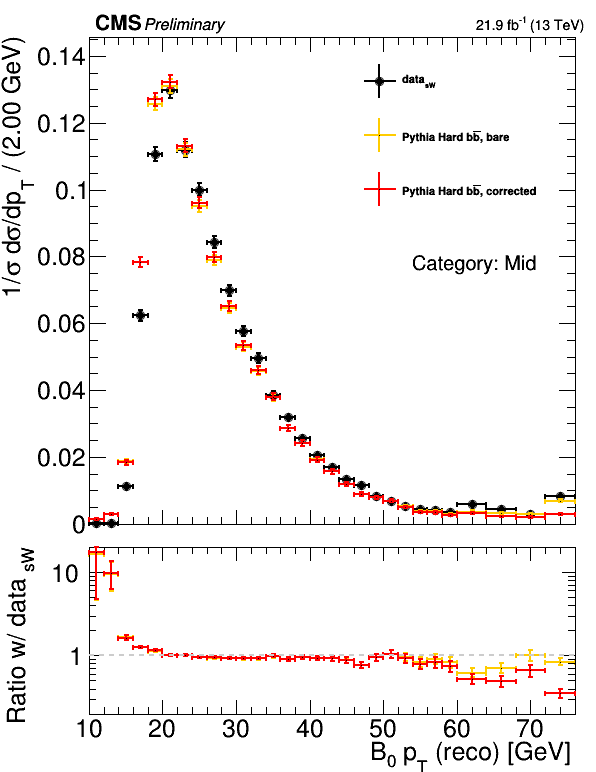 CMS Preliminary
21.9 fb⁻¹ (13 TeV)
1/σ dσ/dp_T / (2.00 GeV)
0.14
0.12
0.1
0.08
0.06
0.04
0.02
0
data_sW
Pythia Hard bb̅, bare
Pythia Hard bb̅, corrected
Category: Mid
Ratio w/ data_sW
10
1
10 20 30 40 50 60 70
B₀ p_T (reco) [GeV]